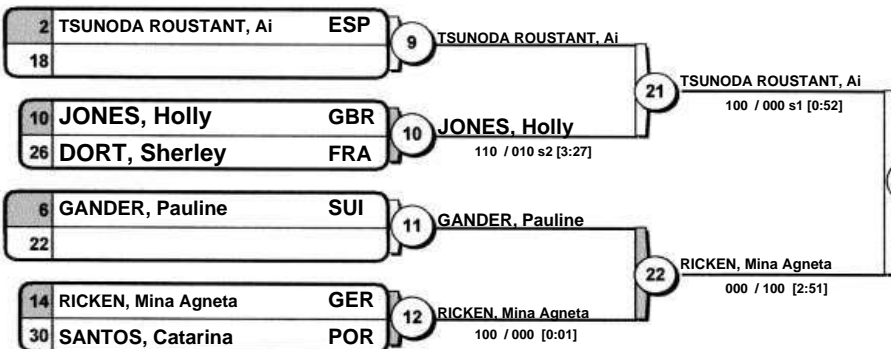 2 TSUNODA ROUSTANT, Ai ESP
18
9
TSUNODA ROUSTANT, Ai
10 JONES, Holly GBR
26 DORT, Sherley FRA
10
JONES, Holly
110 / 010 s2 [3:27]
21
TSUNODA ROUSTANT, Ai
100 / 000 s1 [0:52]
6 GANDER, Pauline SUI
22
11
GANDER, Pauline
14 RICKEN, Mina Agneta GER
30 SANTOS, Catarina POR
12
RICKEN, Mina Agneta
100 / 000 [0:01]
22
RICKEN, Mina Agneta
000 / 100 [2:51]